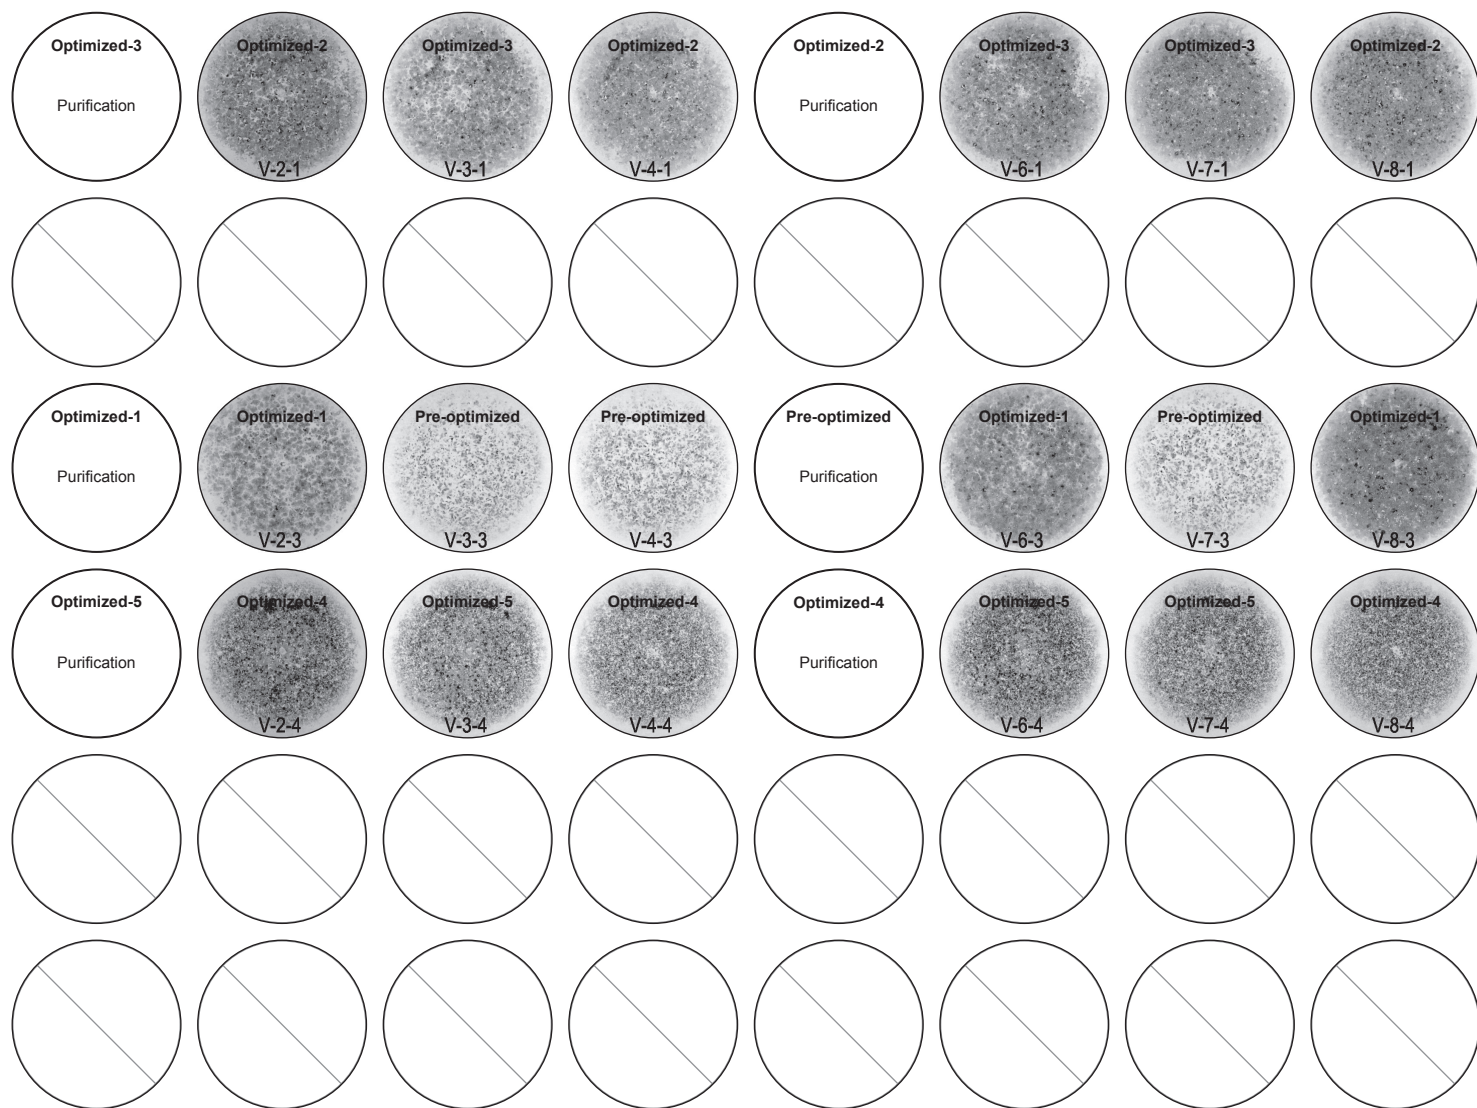 Optimized-3 Optimized-2 Optimized-3 Optimized-2 Optimized-2 Optimized-3 Optimized-3 Optimized-2
Purification Purification
V-2-1 V-3-1 V-4-1 V-6-1 V-7-1 V-8-1
Optimized-1 Optimized-1 Pre-optimized Pre-optimized Pre-optimized Optimized-1 Pre-optimized Optimized-1
Purification Purification
V-2-3 V-3-3 V-4-3 V-6-3 V-7-3 V-8-3
Optimized-5 Optimized-4 Optimized-5 Optimized-4 Optimized-4 Optimized-5 Optimized-5 Optimized-4
Purification Purification
V-2-4 V-3-4 V-4-4 V-6-4 V-7-4 V-8-4